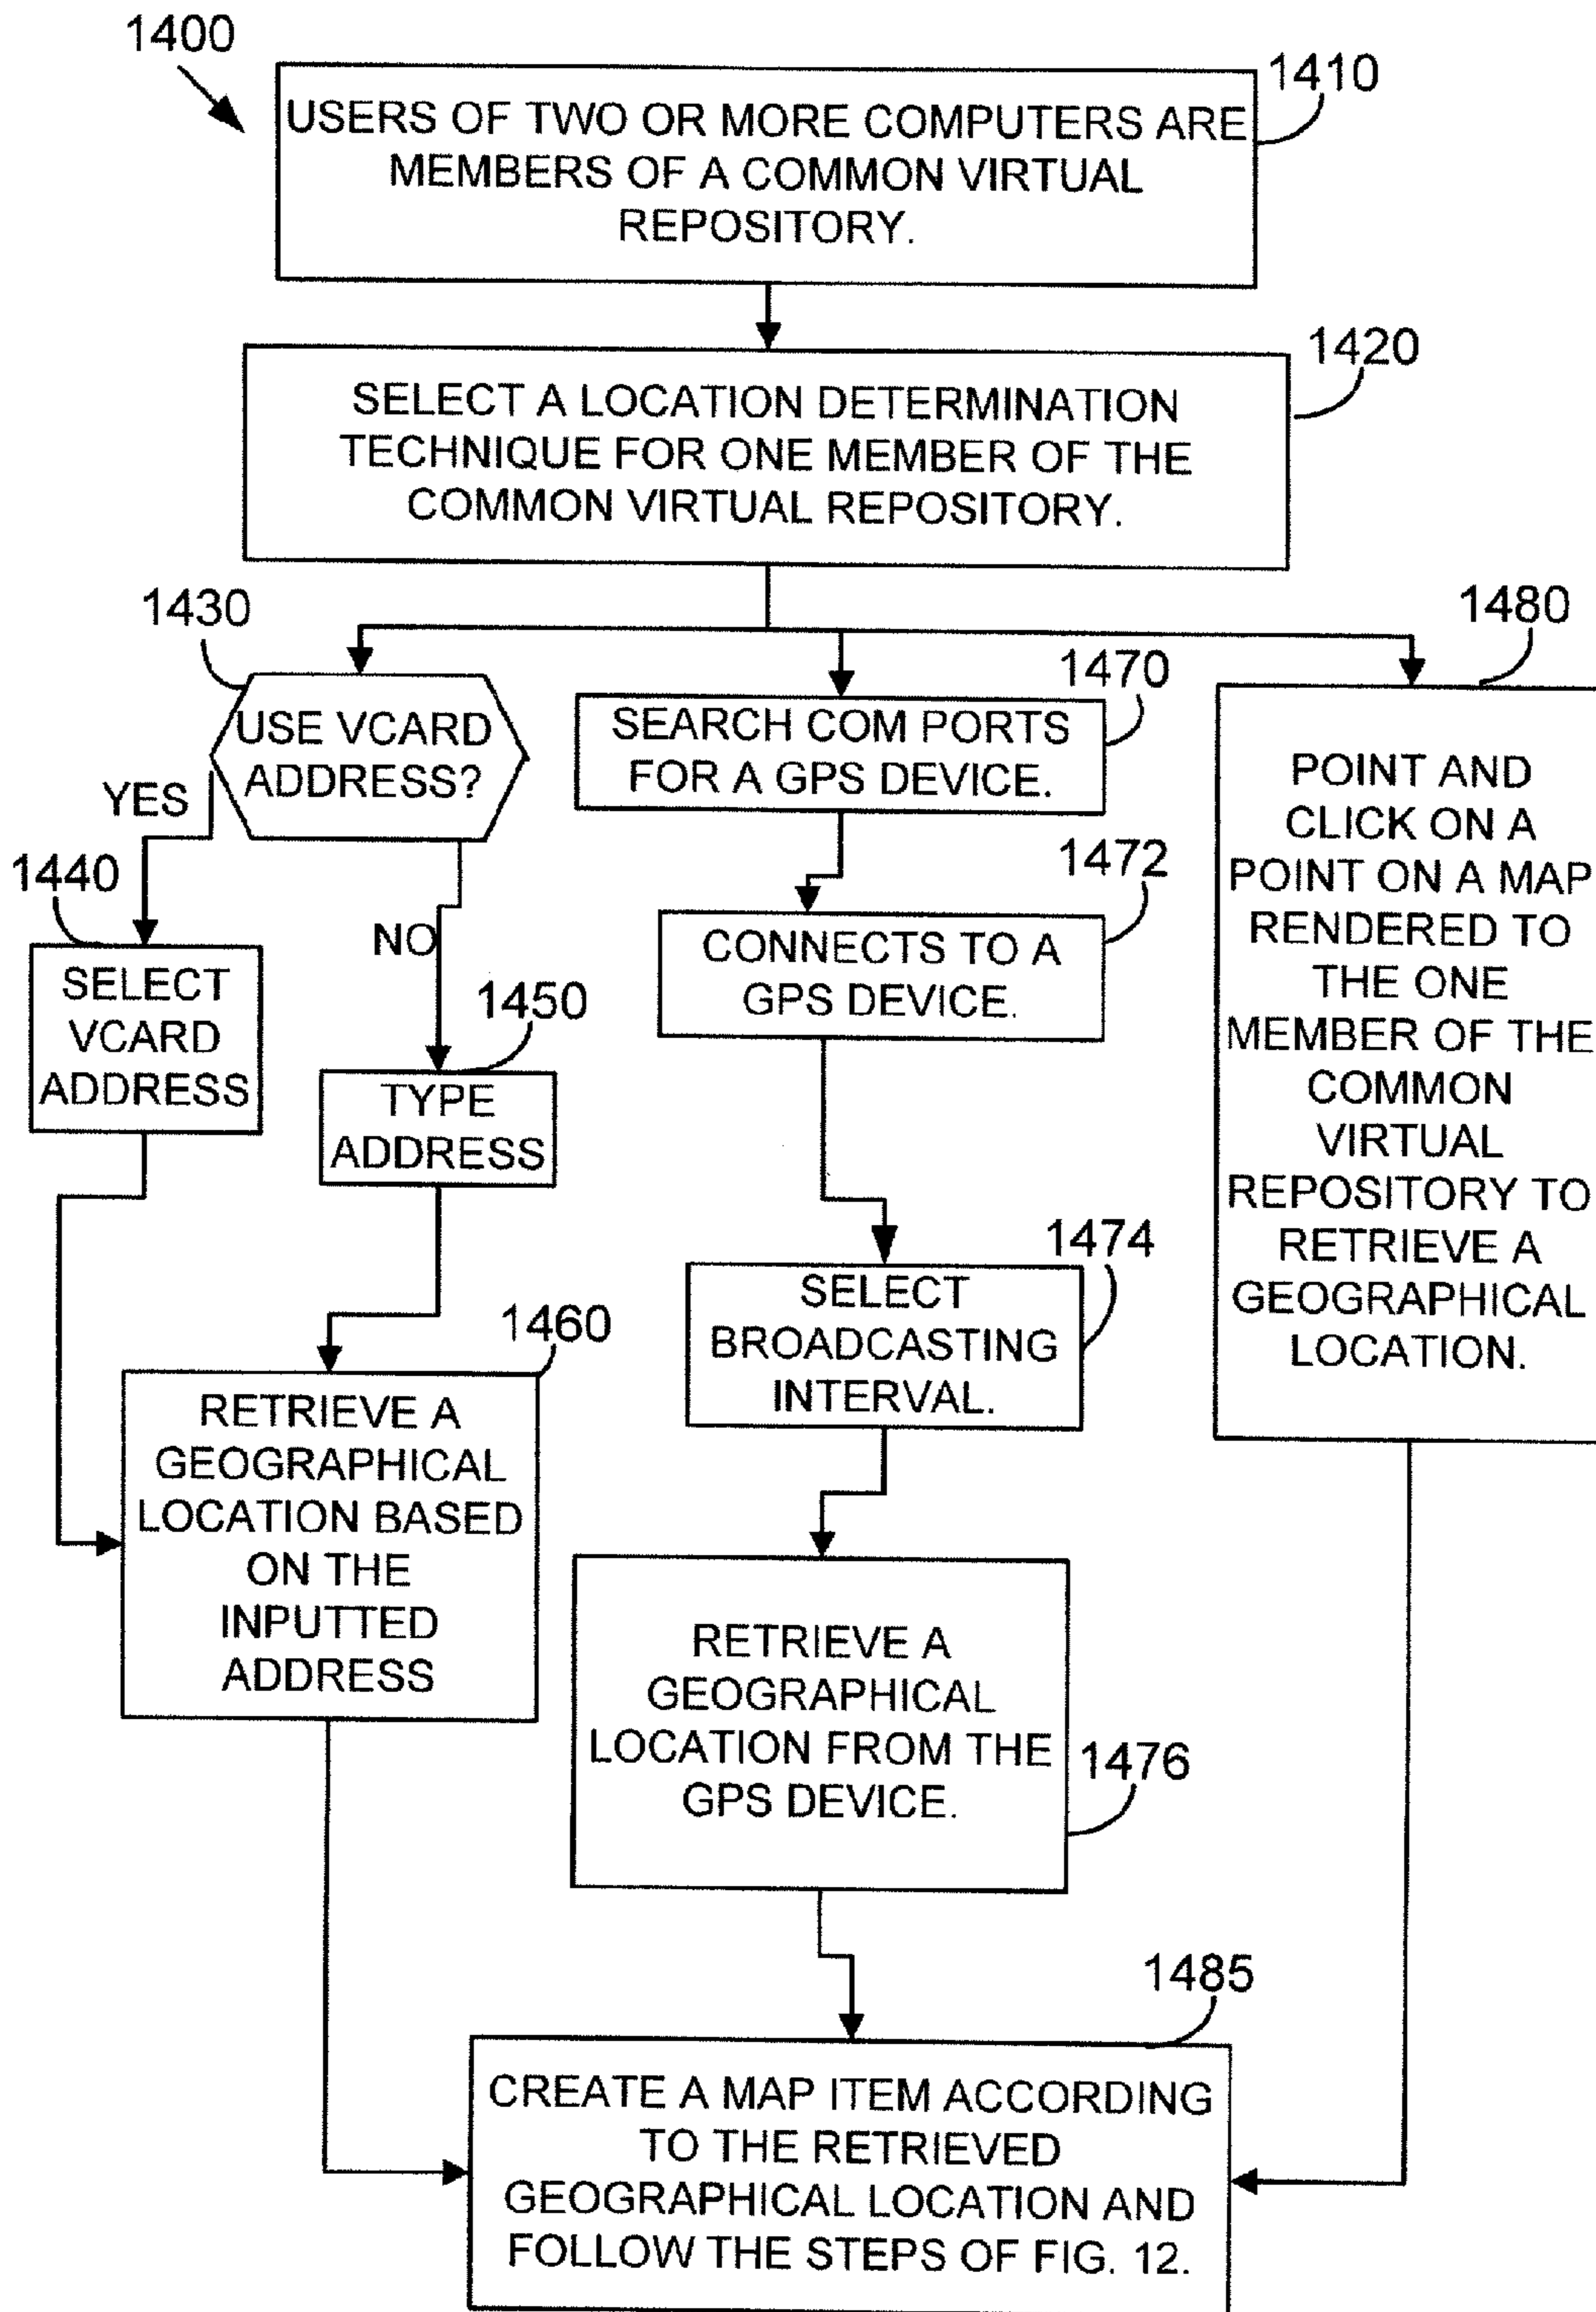 1400
1410
USERS OF TWO OR MORE COMPUTERS ARE
MEMBERS OF A COMMON VIRTUAL
REPOSITORY.
1420
SELECT A LOCATION DETERMINATION
TECHNIQUE FOR ONE MEMBER OF THE
COMMON VIRTUAL REPOSITORY.
1430
USE VCARD
ADDRESS?
YES
NO
1440
SELECT
VCARD
ADDRESS
1450
TYPE
ADDRESS
1460
RETRIEVE A
GEOGRAPHICAL
LOCATION BASED
ON THE
INPUTTED
ADDRESS
1470
SEARCH COM PORTS
FOR A GPS DEVICE.
1472
CONNECTS TO A
GPS DEVICE.
1474
SELECT
BROADCASTING
INTERVAL.
1476
RETRIEVE A
GEOGRAPHICAL
LOCATION FROM THE
GPS DEVICE.
1480
POINT AND
CLICK ON A
POINT ON A MAP
RENDERED TO
THE ONE
MEMBER OF THE
COMMON
VIRTUAL
REPOSITORY TO
RETRIEVE A
GEOGRAPHICAL
LOCATION.
1485
CREATE A MAP ITEM ACCORDING
TO THE RETRIEVED
GEOGRAPHICAL LOCATION AND
FOLLOW THE STEPS OF FIG. 12.